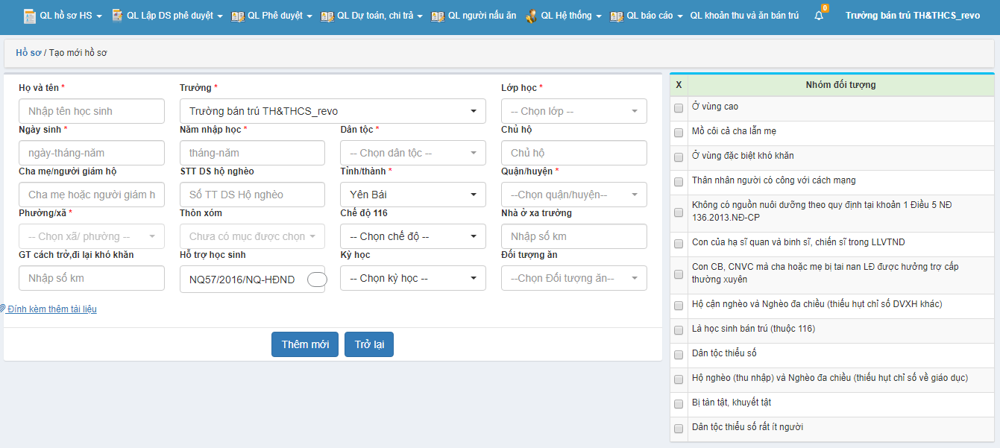 QL hồ sơ HS QL Lập DS phê duyệt QL Phê duyệt QL Dự toán, chi trả QL người nấu ăn QL Hệ thống QL báo cáo QL khoản thu và ăn bán trú 0 Trường bán trú TH&THCS_revo
Hồ sơ / Tạo mới hồ sơ
Họ và tên * Trường * Lớp học *
Nhập tên học sinh Trường bán trú TH&THCS_revo -- Chọn lớp --
Ngày sinh * Năm nhập học * Dân tộc * Chủ hộ
ngày-tháng-năm tháng-năm -- Chọn dân tộc -- Chủ hộ
Cha mẹ/người giám hộ STT DS hộ nghèo Tỉnh/thành * Quận/huyện *
Cha mẹ hoặc người giám h Số TT DS Hộ nghèo Yên Bái --Chọn quận/huyện--
Phường/xã * Thôn xóm Chế độ 116 Nhà ở xa trường
-- Chọn xã/ phường -- Chưa có mục được chọn -- Chọn chế độ -- Nhập số km
GT cách trở,đi lại khó khăn Hỗ trợ học sinh Kỳ học Đối tượng ăn
Nhập số km NQ57/2016/NQ-HĐND -- Chọn kỳ học -- --Chọn Đối tượng ăn--
Đính kèm thêm tài liệu
Thêm mới Trở lại
X Nhóm đối tượng
Ở vùng cao
Mồ côi cả cha lẫn mẹ
Ở vùng đặc biệt khó khăn
Thân nhân người có công với cách mạng
Không có nguồn nuôi dưỡng theo quy định tại khoản 1 Điều 5 NĐ
136.2013.NĐ-CP
Con của hạ sĩ quan và binh sĩ, chiến sĩ trong LLVTND
Con CB, CNVC mà cha hoặc mẹ bị tai nan LĐ được hưởng trợ cấp
thường xuyên
Hộ cận nghèo và Nghèo đa chiều (thiếu hụt chỉ số DVXH khác)
Là học sinh bán trú (thuộc 116)
Dân tộc thiểu số
Hộ nghèo (thu nhập) và Nghèo đa chiều (thiếu hụt chỉ số về giáo dục)
Bị tàn tật, khuyết tật
Dân tộc thiểu số rất ít người